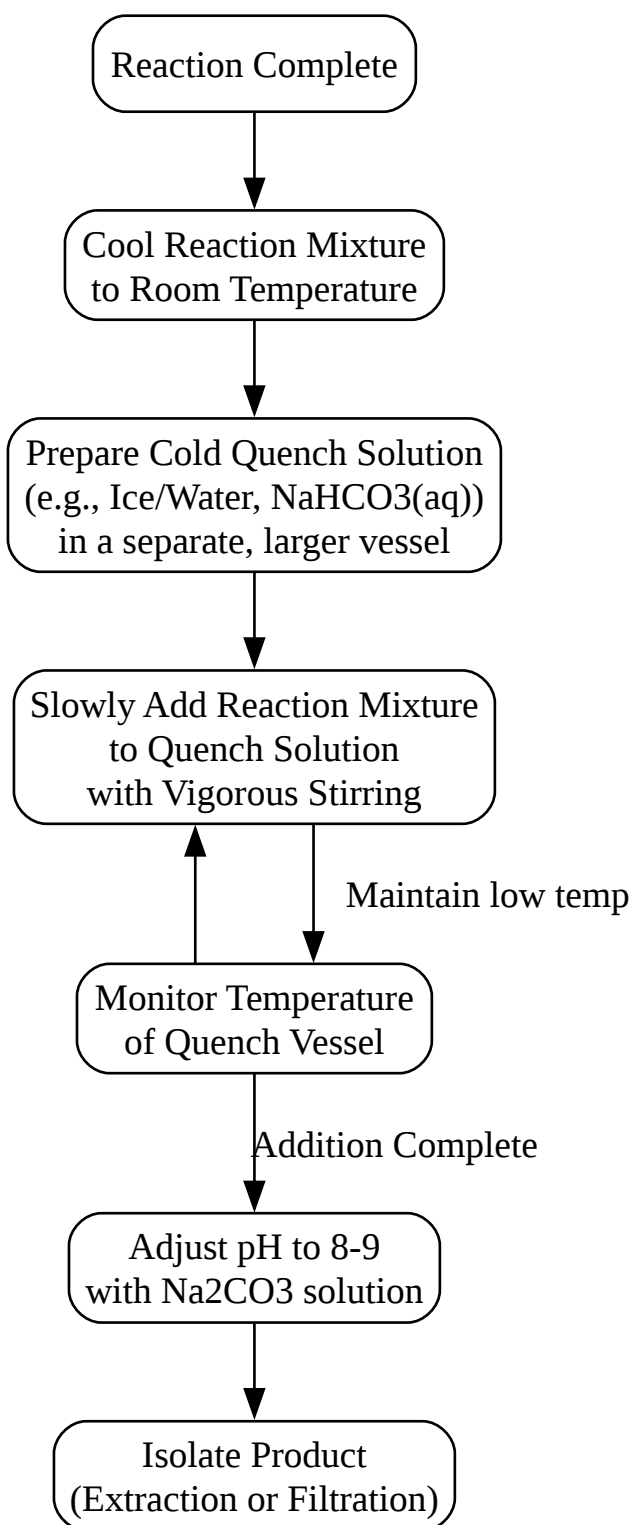 Reaction Complete
Cool Reaction Mixture
to Room Temperature
Prepare Cold Quench Solution
(e.g., Ice/Water, NaHCO3(aq))
in a separate, larger vessel
Slowly Add Reaction Mixture
to Quench Solution
with Vigorous Stirring
Maintain low temp
Monitor Temperature
of Quench Vessel
Addition Complete
Adjust pH to 8-9
with Na2CO3 solution
Isolate Product
(Extraction or Filtration)